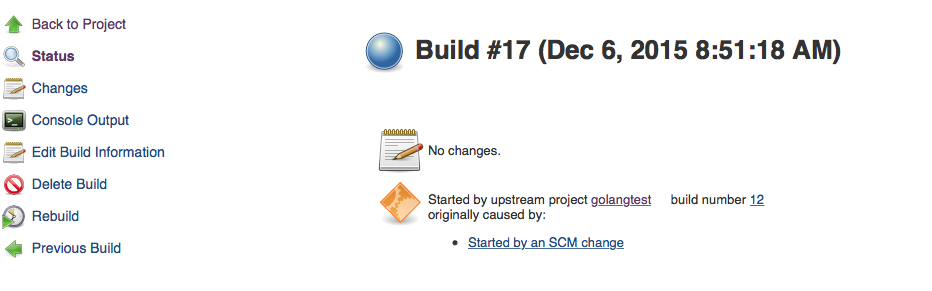 Back to Project
Status
Changes
Console Output
Edit Build Information
Delete Build
Rebuild
Previous Build
Build #17 (Dec 6, 2015 8:51:18 AM)
No changes.
Started by upstream project golangtest build number 12
originally caused by:
• Started by an SCM change